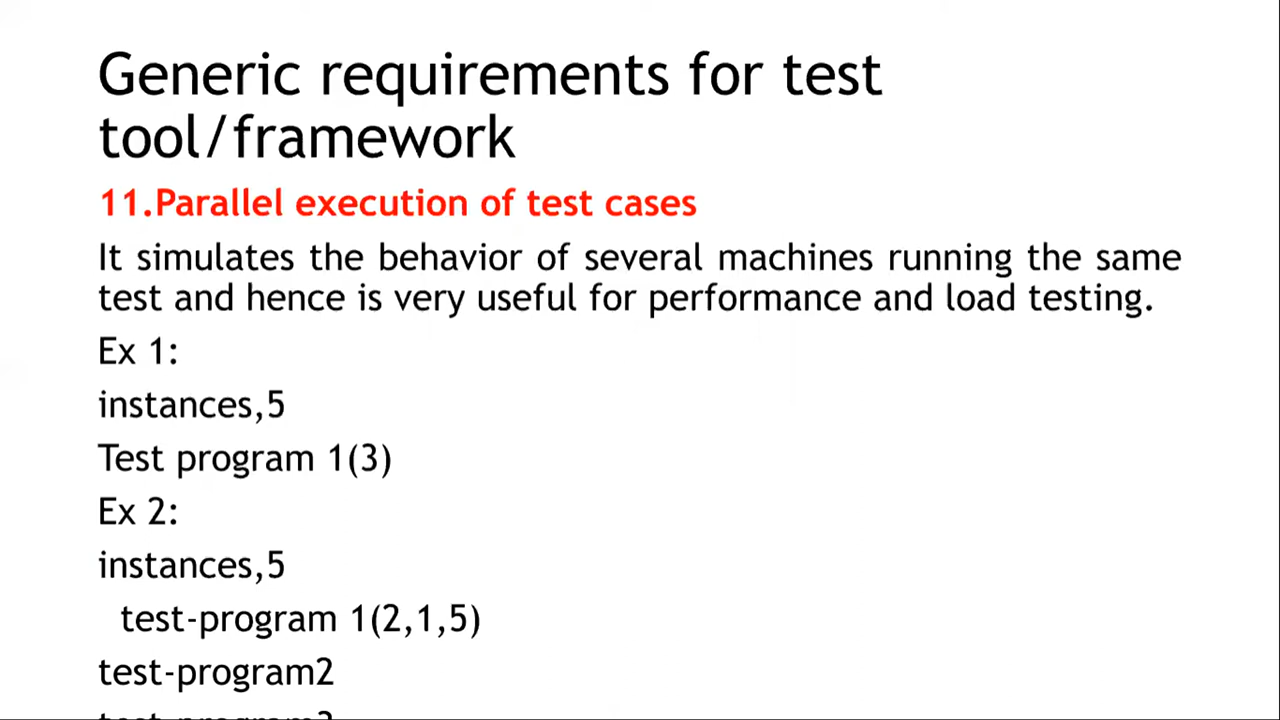 Generic requirements for test
tool/framework
11.Parallel execution of test cases
It simulates the behavior of several machines running the same
test and hence is very useful for performance and load testing.
Ex 1:
instances,5
Test program 1(3)
Ex 2:
instances,5
test-program 1(2,1,5)
test-program2